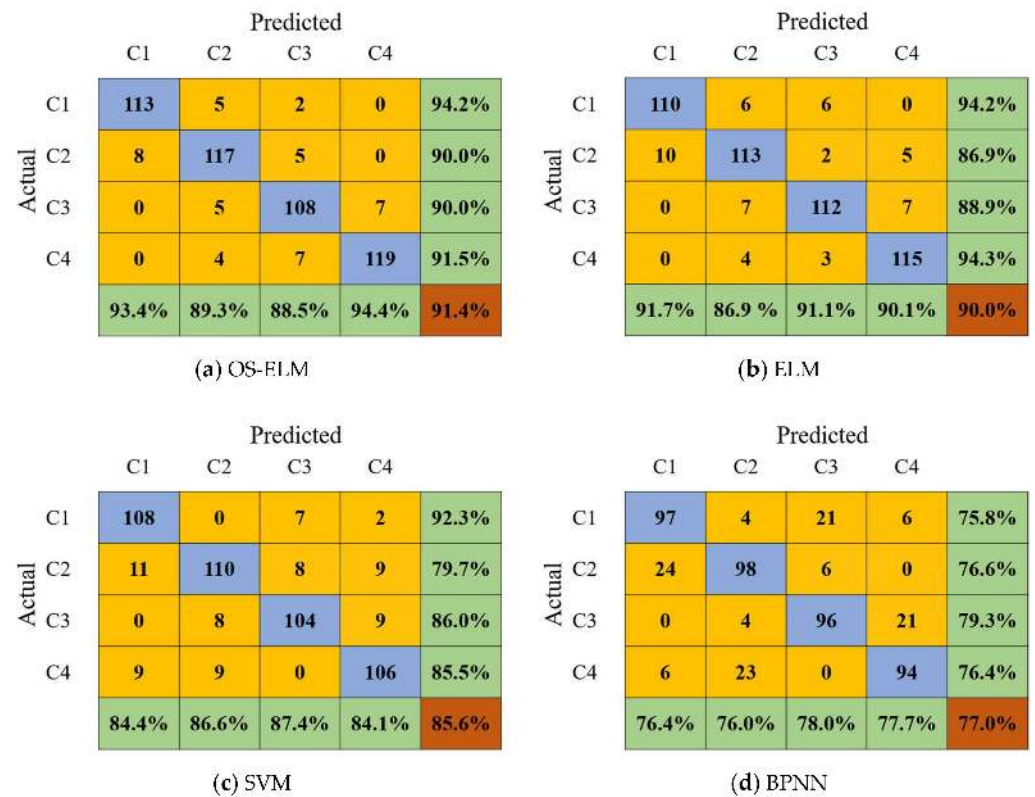 Predicted
C1 C2 C3 C4
Actual
C1 113 5 2 0 94.2%
C2 8 117 5 0 90.0%
C3 0 5 108 7 90.0%
C4 0 4 7 119 91.5%
93.4% 89.3% 88.5% 94.4% 91.4%
(a) OS-ELM
Predicted
C1 C2 C3 C4
Actual
C1 110 6 6 0 94.2%
C2 10 113 2 5 86.9%
C3 0 7 112 7 88.9%
C4 0 4 3 115 94.3%
91.7% 86.9 % 91.1% 90.1% 90.0%
(b) ELM
Predicted
C1 C2 C3 C4
Actual
C1 108 0 7 2 92.3%
C2 11 110 8 9 79.7%
C3 0 8 104 9 86.0%
C4 9 9 0 106 85.5%
84.4% 86.6% 87.4% 84.1% 85.6%
(c) SVM
Predicted
C1 C2 C3 C4
Actual
C1 97 4 21 6 75.8%
C2 24 98 6 0 76.6%
C3 0 4 96 21 79.3%
C4 6 23 0 94 76.4%
76.4% 76.0% 78.0% 77.7% 77.0%
(d) BPNN